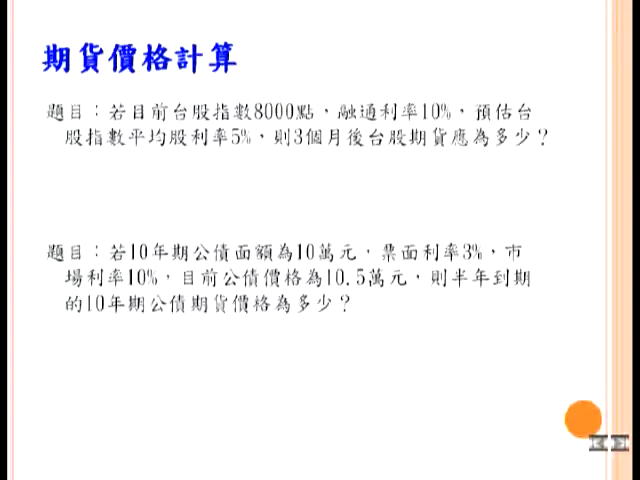 期貨價格計算
題目：若目前台股指數8000點，融通利率10%，預估台
股指數平均股利率5%，則3個月後台股期貨應為多少？
題目：若10年期公債面額為10萬元，票面利率3%，市
場利率10%，目前公債價格為10.5萬元，則半年到期
的10年期公債期貨價格為多少？